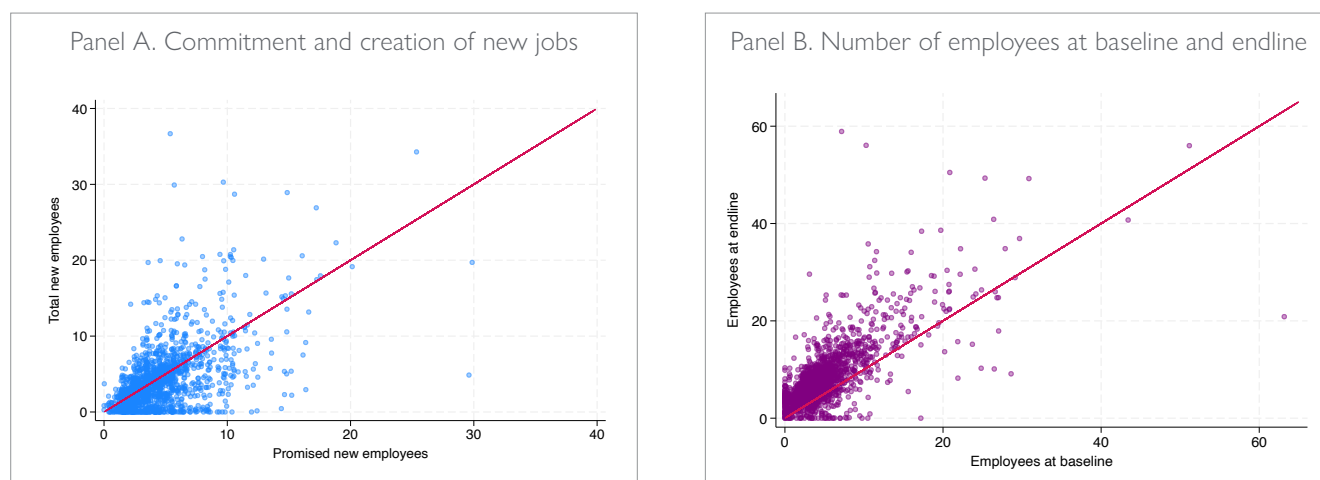 Panel A. Commitment and creation of new jobs
40
30
20
10
0
Total new employees
0 10 20 30 40
Promised new employees
Panel B. Number of employees at baseline and endline
60
40
20
0
Employees at endline
0 20 40 60
Employees at baseline